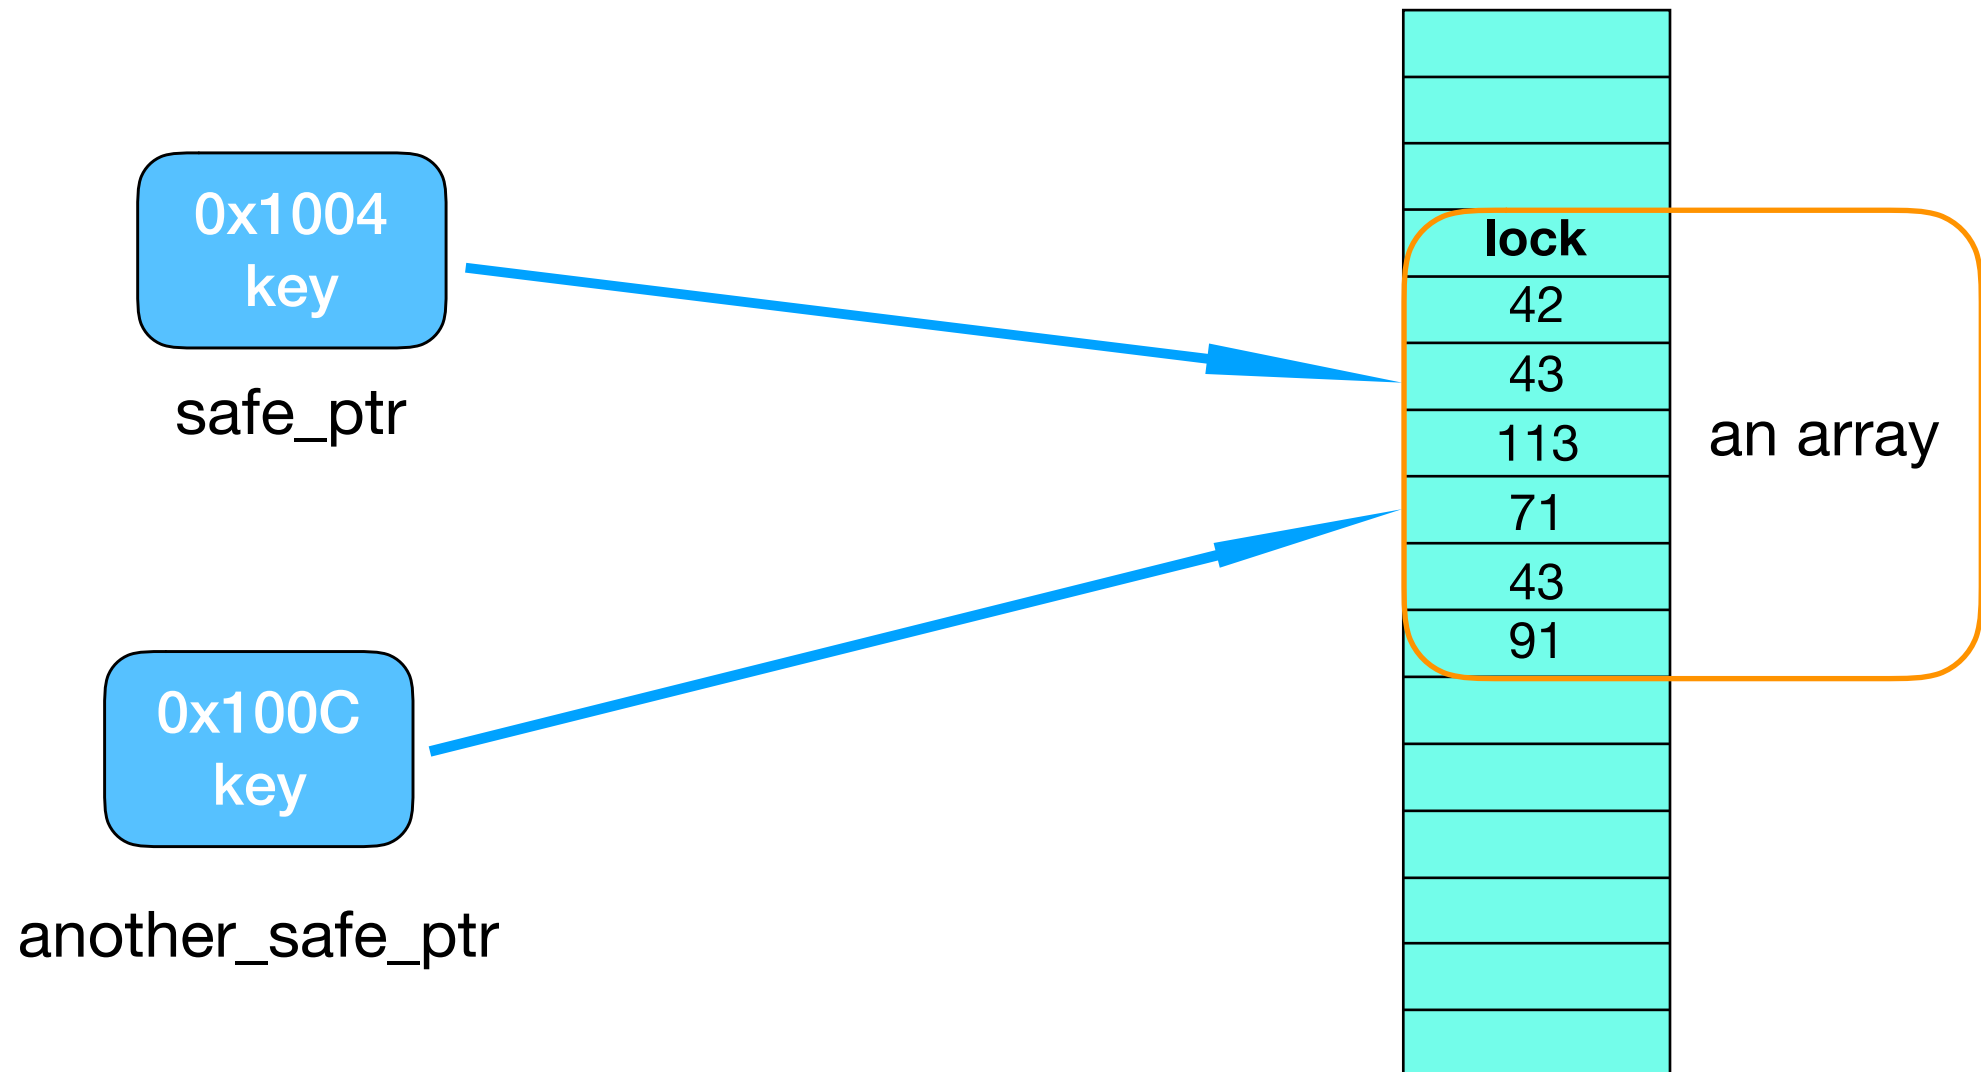 0x1004
key
safe_ptr
0x100C
key
another_safe_ptr
lock
42
43
113
71
43
91
an array